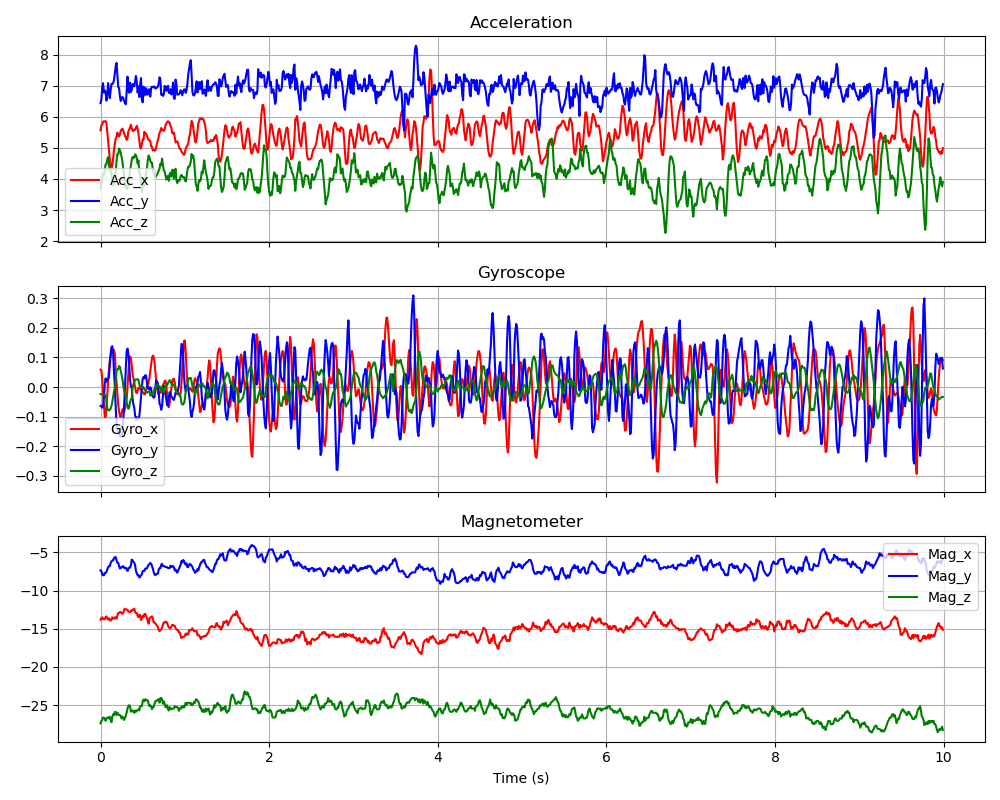 Acceleration
8
7
6
5
4
3
2
Acc_x
Acc_y
Acc_z
Gyroscope
0.3
0.2
0.1
0.0
−0.1
−0.2
−0.3
Gyro_x
Gyro_y
Gyro_z
Magnetometer
−5
−10
−15
−20
−25
Mag_x
Mag_y
Mag_z
0 2 4 6 8 10
Time (s)